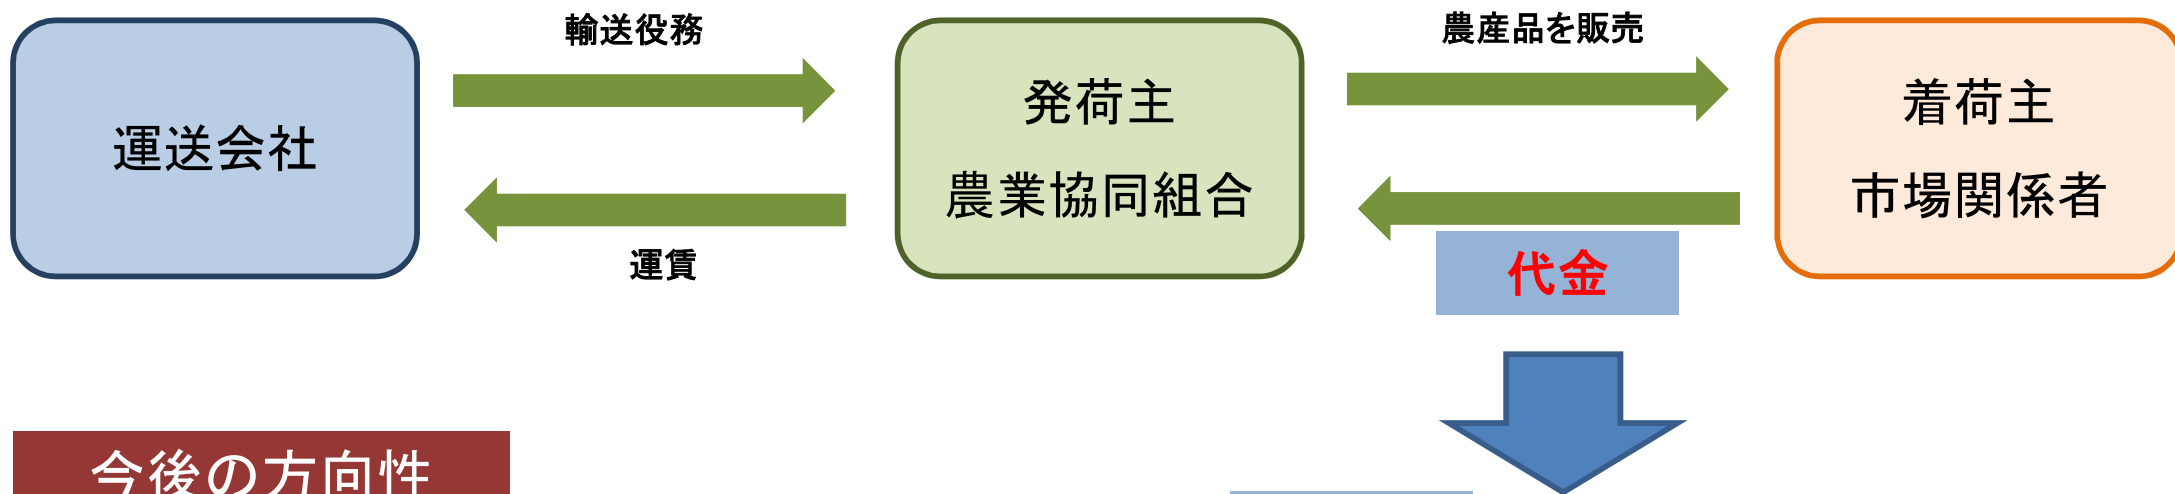 輸送役務
農産品を販売
運送会社
発荷主
農業協同組合
着荷主
市場関係者
運賃
代金
今後の方向性